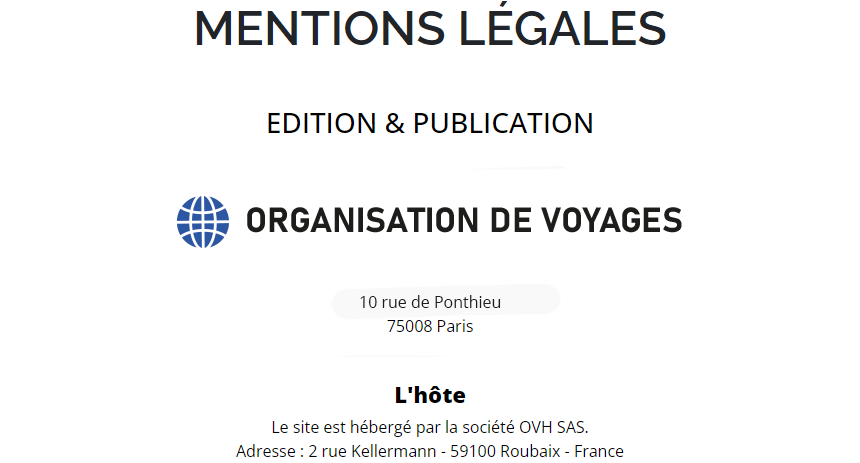 MENTIONS LÉGALES
EDITION & PUBLICATION
ORGANISATION DE VOYAGES
10 rue de Ponthieu
75008 Paris
L'hôte
Le site est hébergé par la société OVH SAS.
Adresse : 2 rue Kellermann - 59100 Roubaix - France